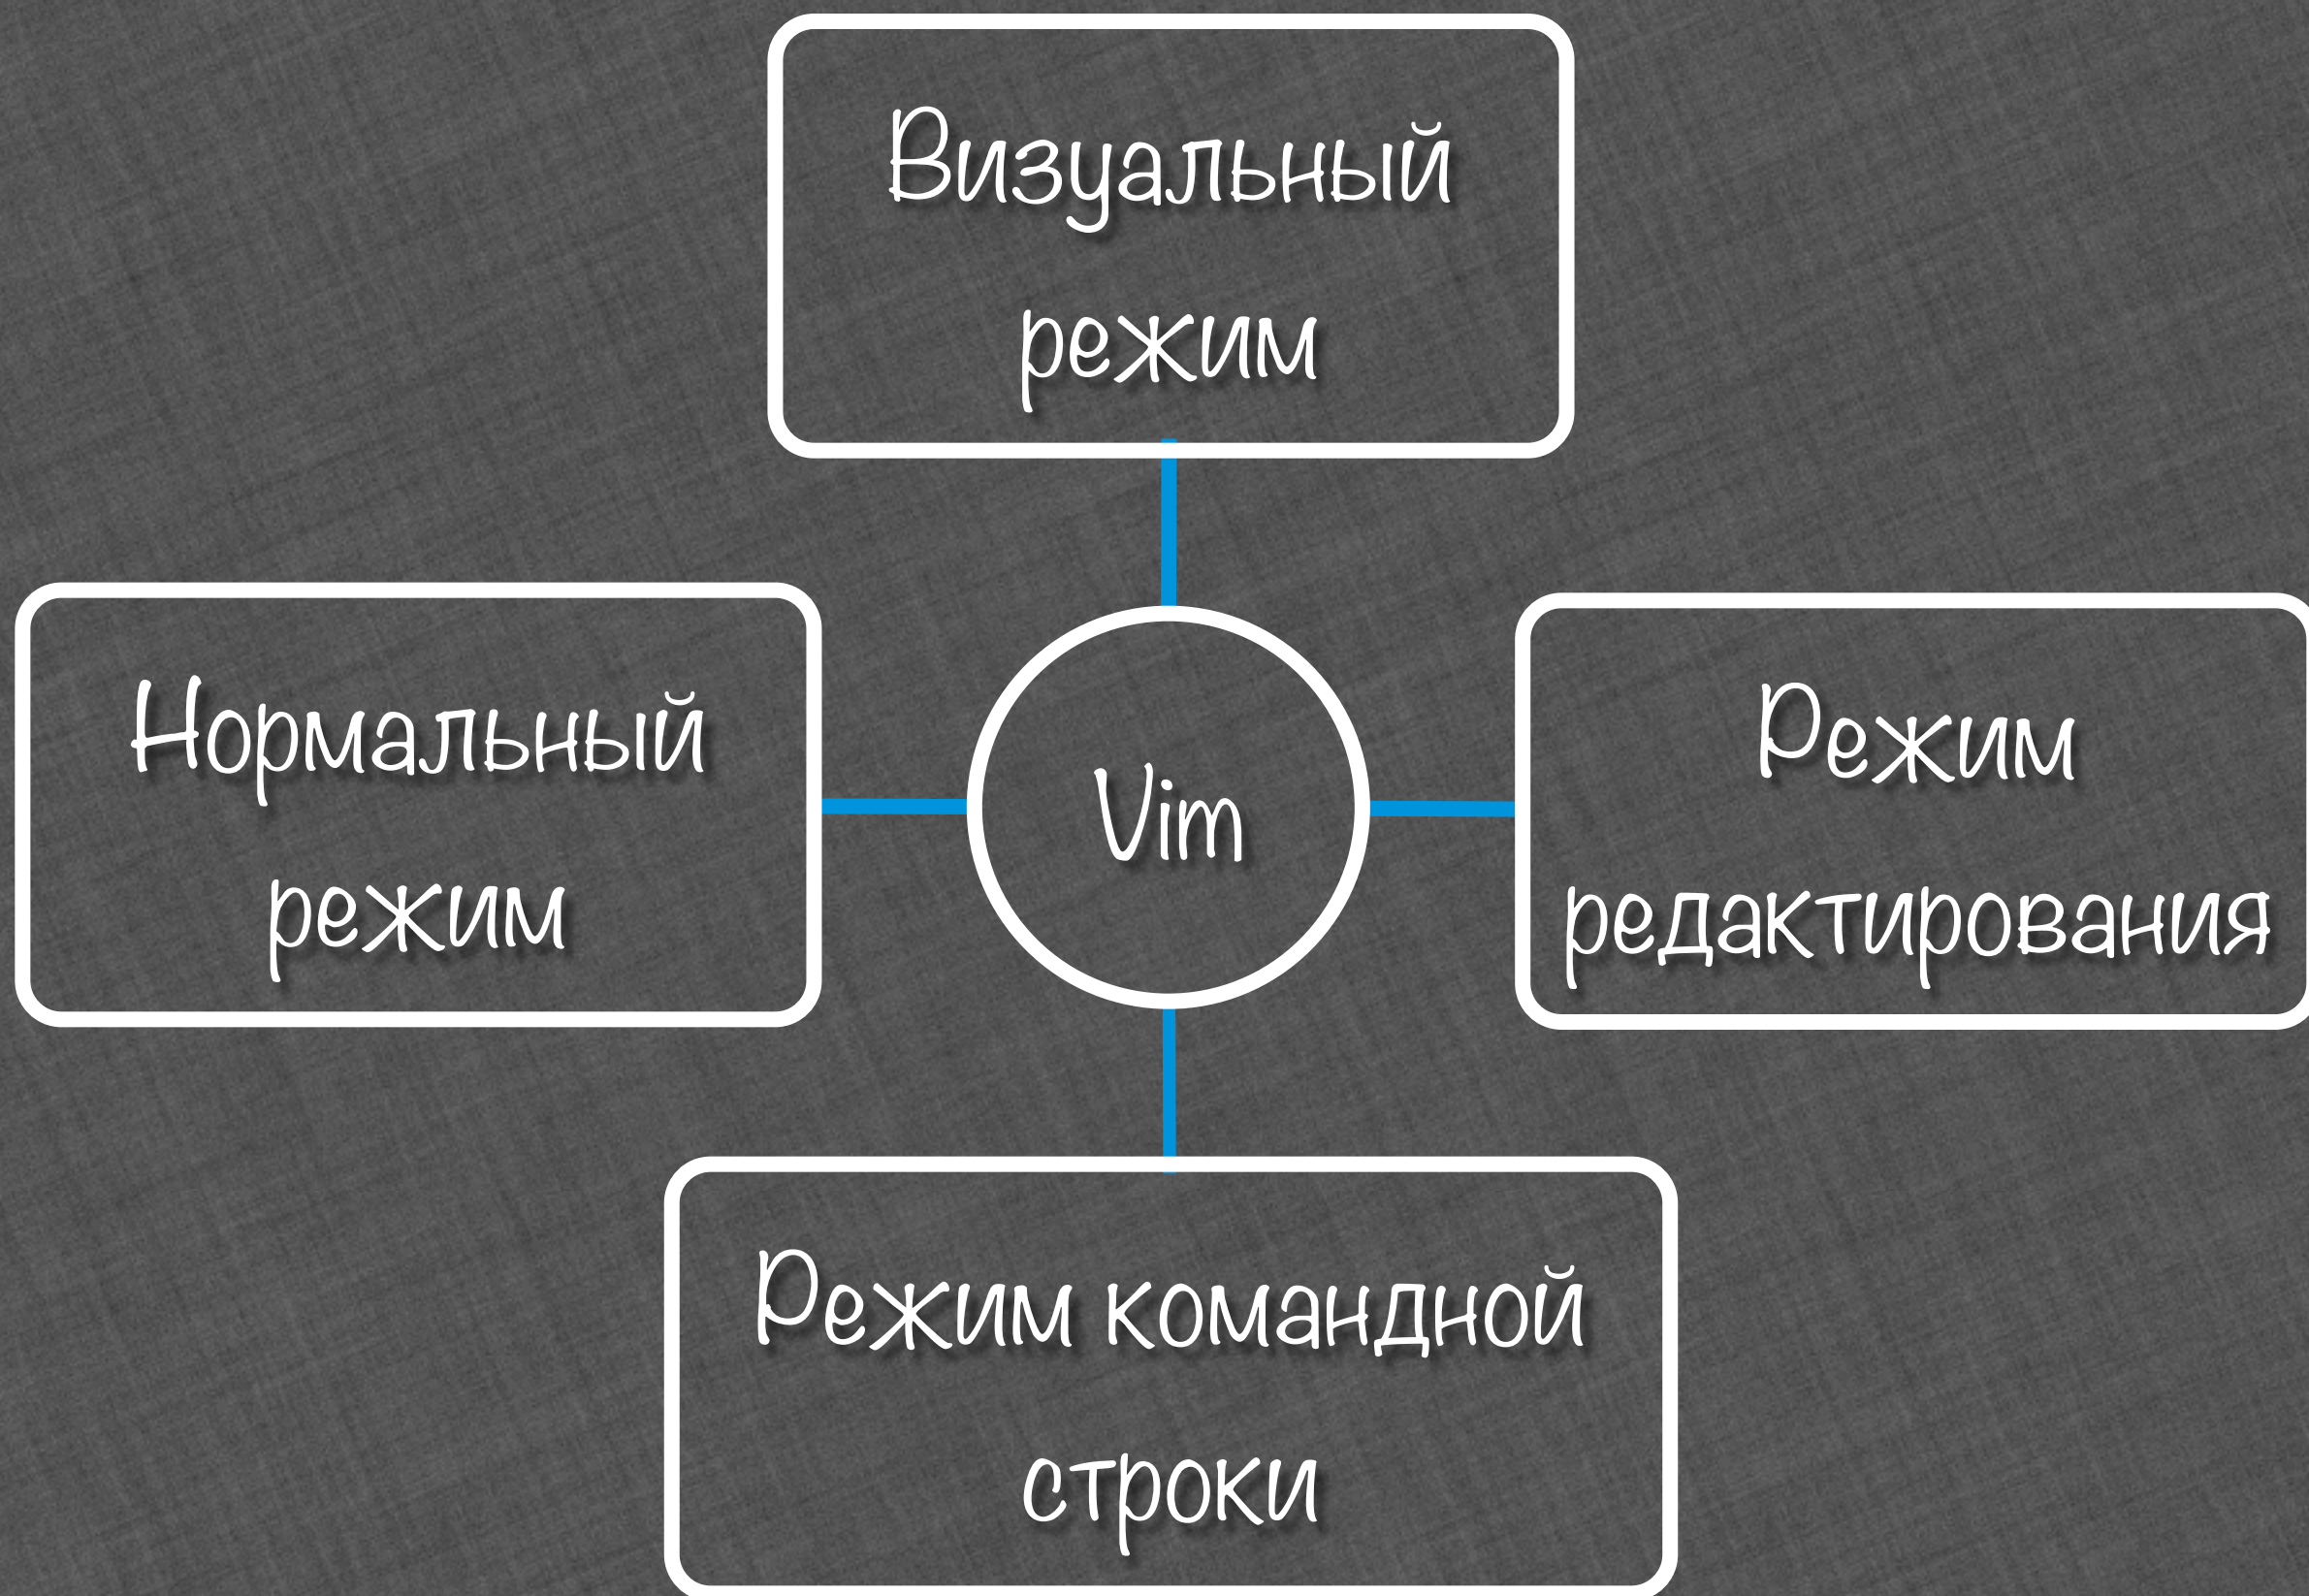 Визуальный
режим
Нормальный
режим
Vim
Режим
редактирования
Режим командной
строки